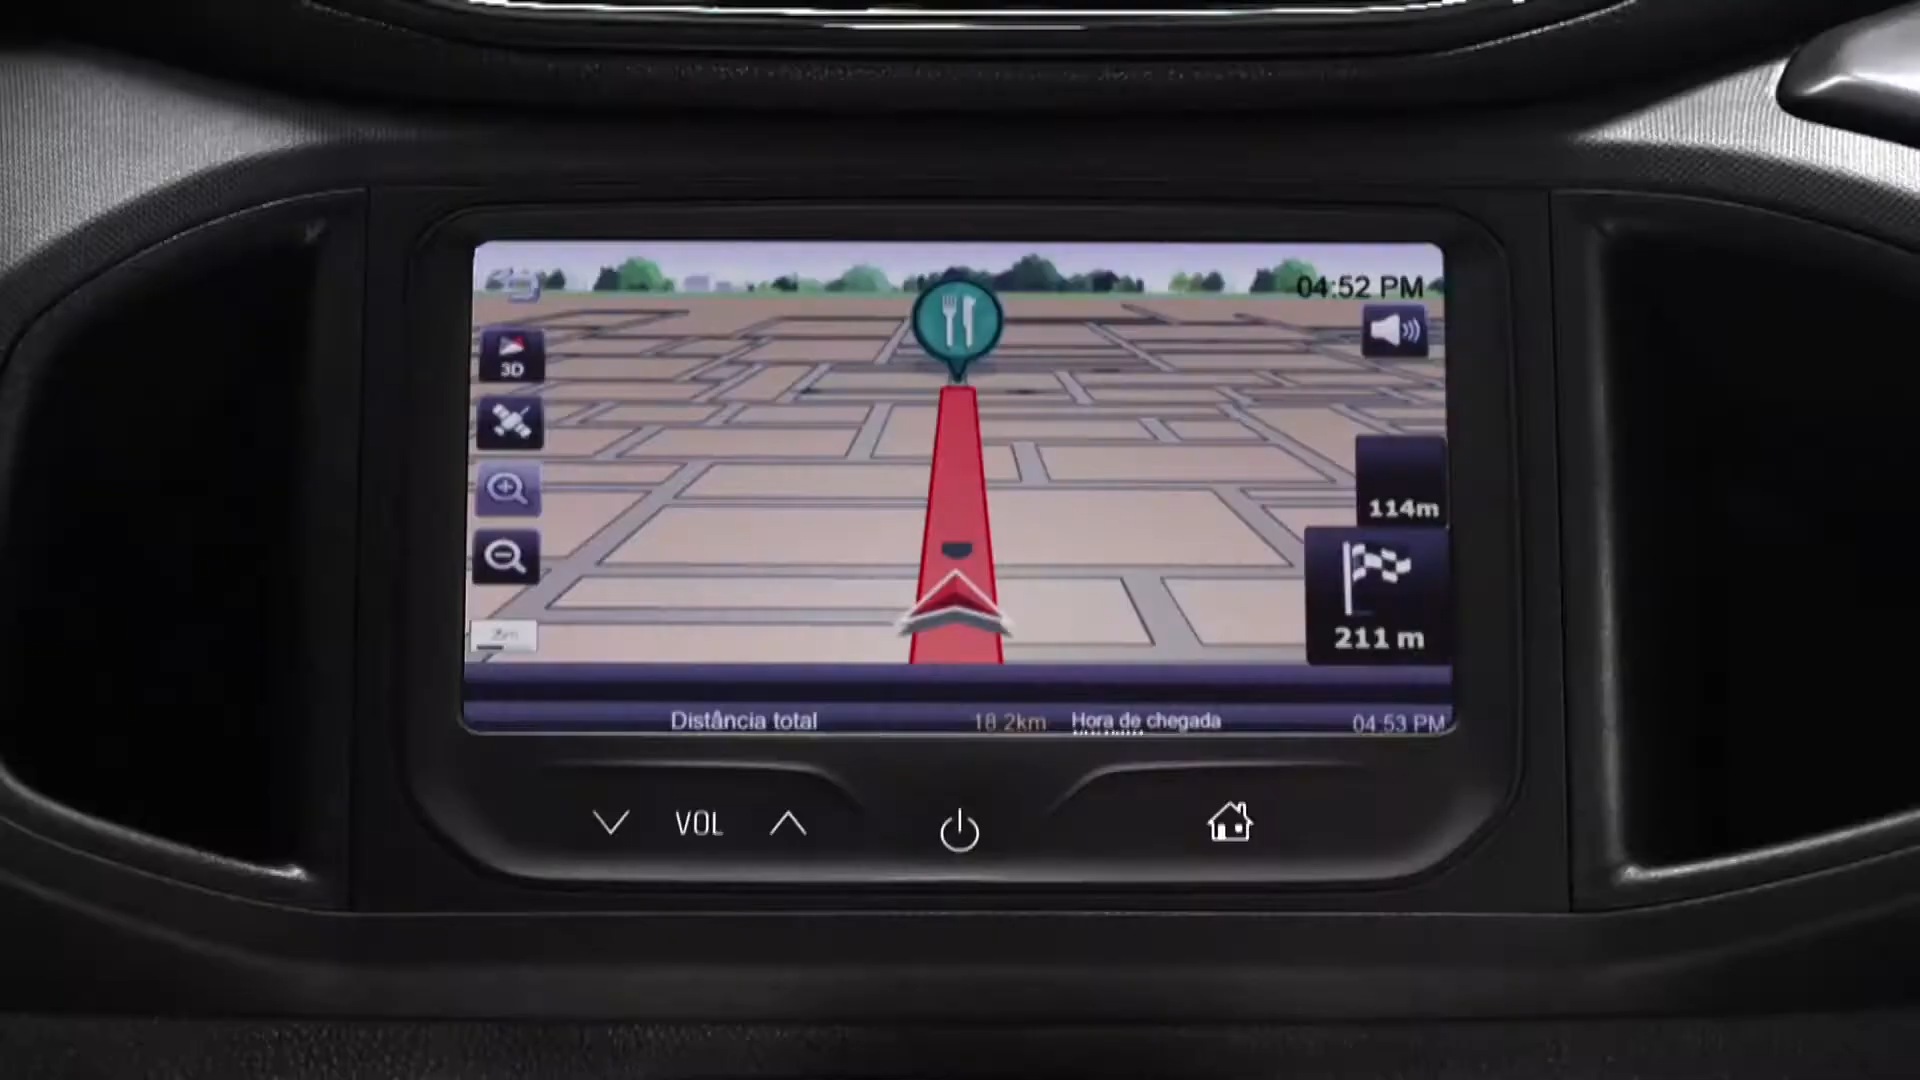 04:52 PM
3D
114m
211 m
Distância total 18.2km Hora de chegada 04:53 PM
VOL